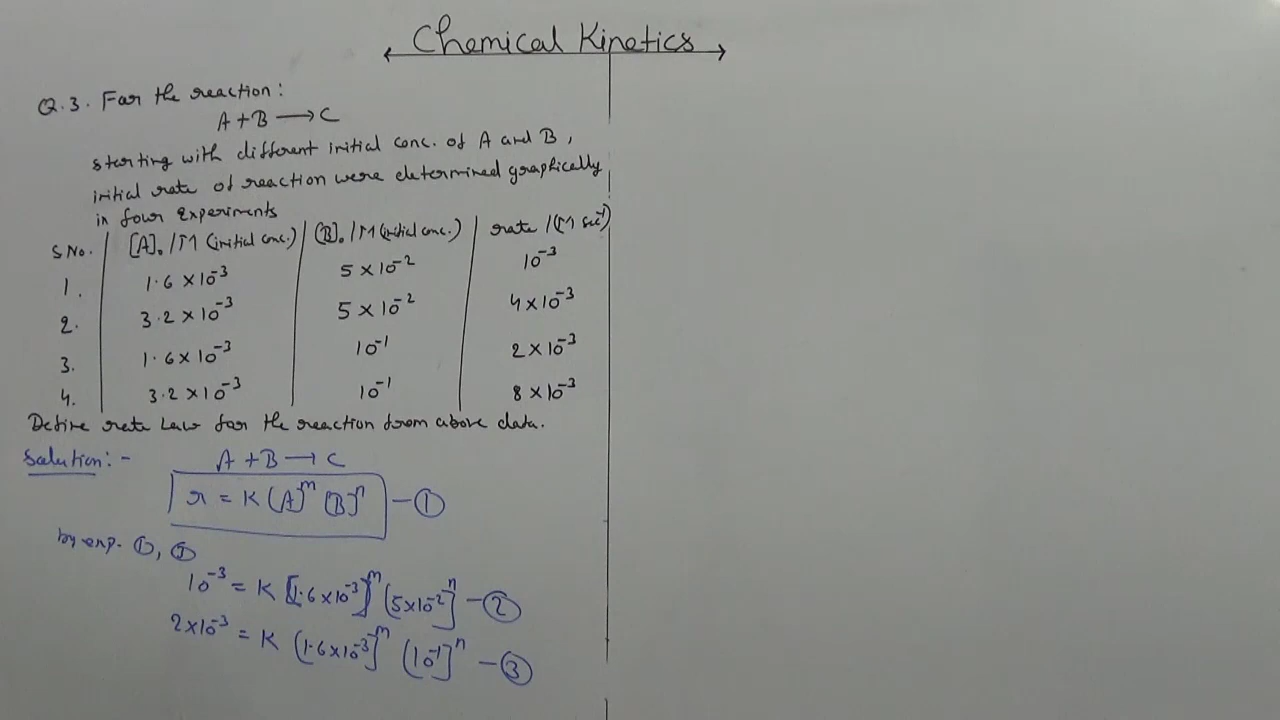 Chemical Kinetics
Q.3. For the reaction:
A + B ⟶ C
starting with different initial conc. of A and B,
initial rate of reaction were determined graphically
in four Experiments
S No. | [A]₀ /M (initial conc.) | [B]₀ /M (initial conc.) | rate /(M sec⁻¹)
1. | 1.6 × 10⁻³ | 5 × 10⁻² | 10⁻³
2. | 3.2 × 10⁻³ | 5 × 10⁻² | 4 × 10⁻³
3. | 1.6 × 10⁻³ | 10⁻¹ | 2 × 10⁻³
4. | 3.2 × 10⁻³ | 10⁻¹ | 8 × 10⁻³
Define rate Law for the reaction from above data.
Solution:-
A + B ⟶ C
r = K (A)ᵐ (B)ⁿ —①
by exp. ①,
10⁻³ = K [1.6×10⁻³]ᵐ (5×10⁻²]ⁿ —②
2×10⁻³ = K (1.6×10⁻³]ᵐ (10⁻¹]ⁿ —③